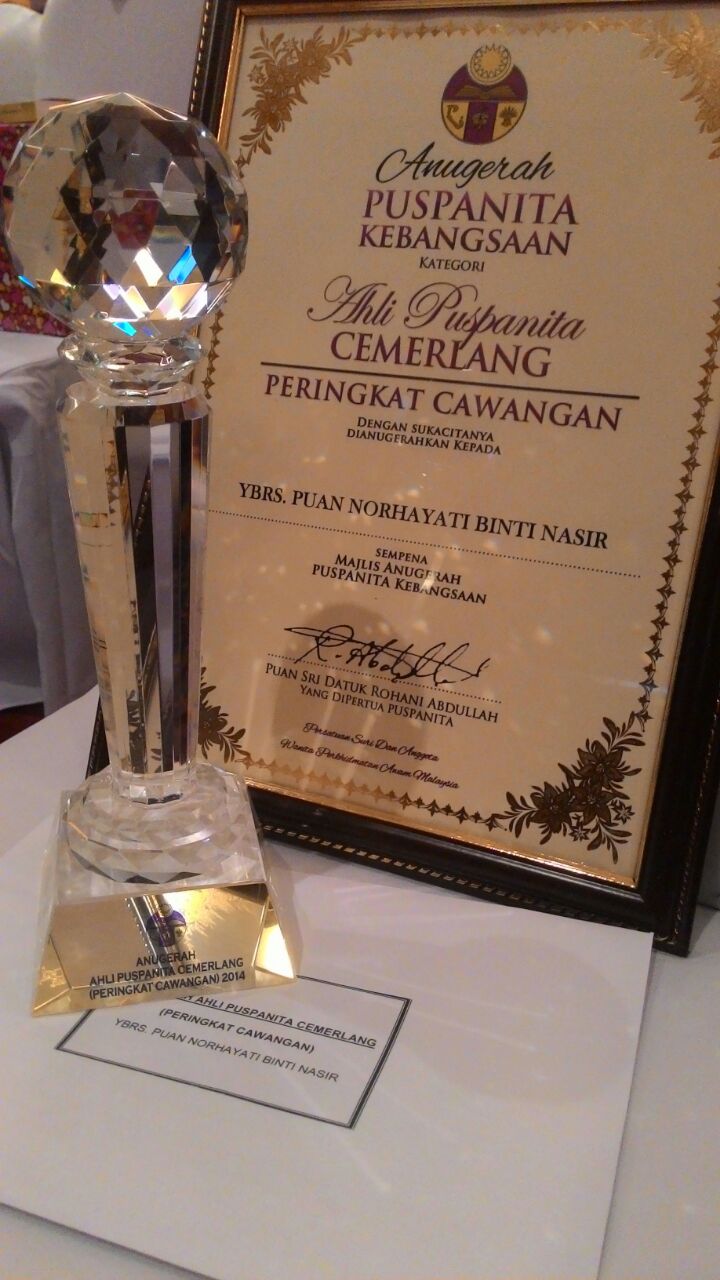 Anugerah
PUSPANITA
KEBANGSAAN
KATEGORI
Ahli Puspanita
CEMERLANG
PERINGKAT CAWANGAN
DENGAN SUKACITANYA
DIANUGERAHKAN KEPADA
YBRS. PUAN NORHAYATI BINTI NASIR
SEMPENA
MAJLIS ANUGERAH
PUSPANITA KEBANGSAAN
PUAN SRI DATUK ROHANI ABDULLAH
YANG DIPERTUA PUSPANITA
Persatuan Suri Dan Anggota
Wanita Perkhidmatan Awam Malaysia
ANUGERAH
AHLI PUSPANITA CEMERLANG
(PERINGKAT CAWANGAN) 2014
AHLI PUSPANITA CEMERLANG
(PERINGKAT CAWANGAN)
YBRS. PUAN NORHAYATI BINTI NASIR